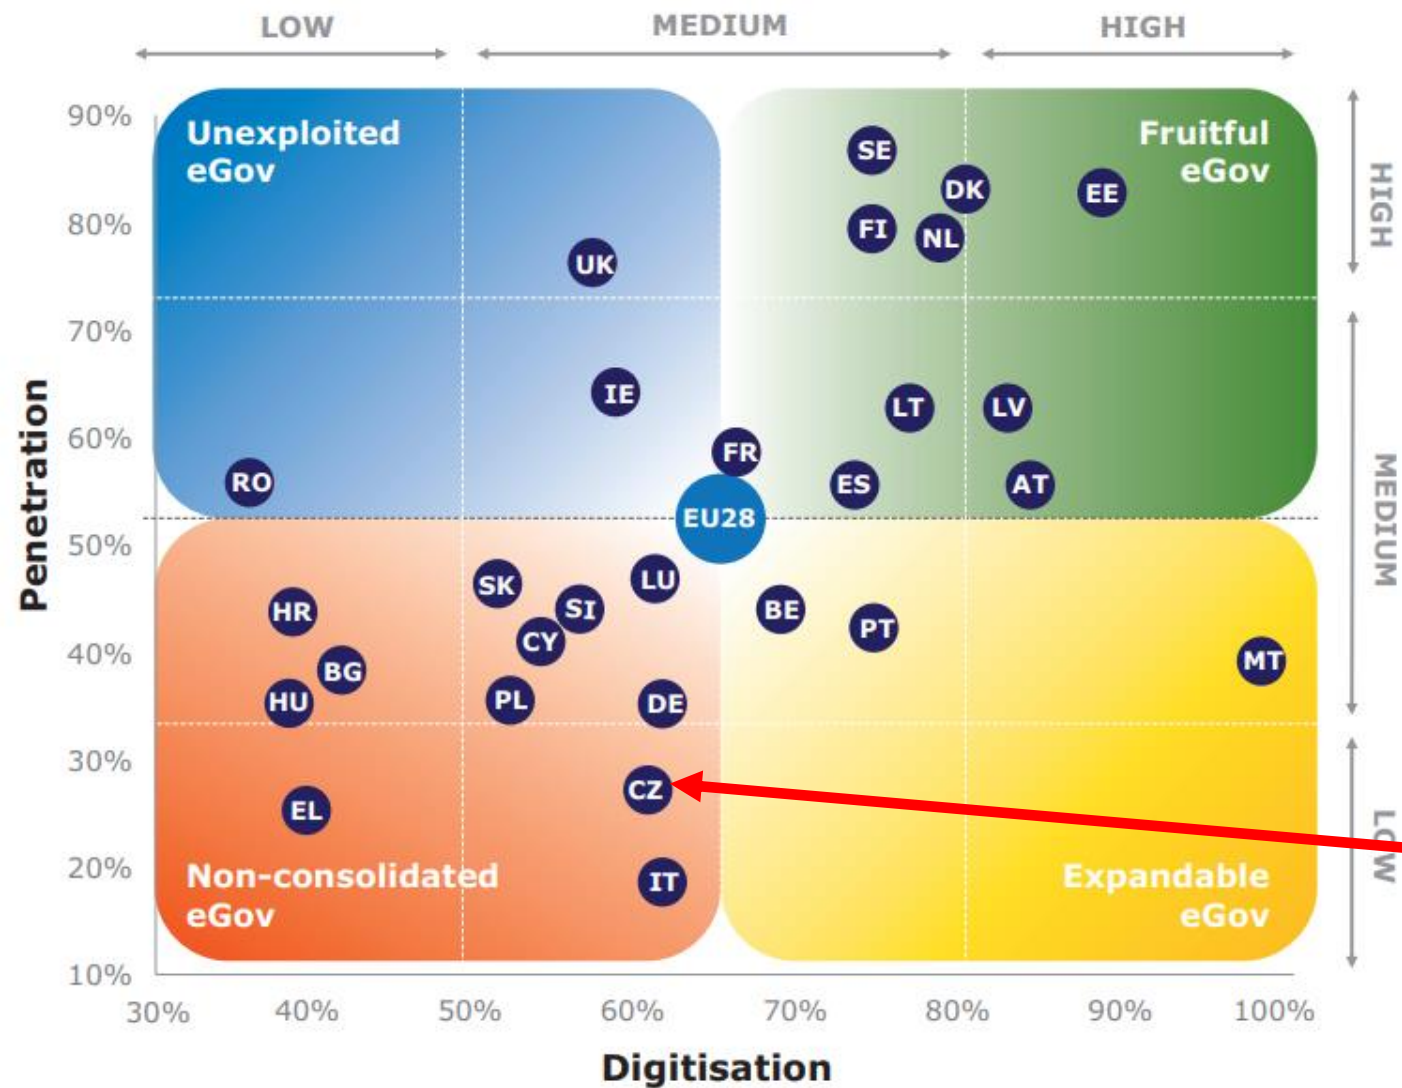 LOW
MEDIUM
HIGH
90%
80%
70%
60%
50%
40%
30%
20%
10%
Penetration
Unexploited
eGov
Fruitful
eGov
SE
DK
EE
FI
NL
UK
IE
LT
LV
FR
RO
ES
AT
EU28
SK
LU
HR
SI
BE
CY
PT
BG
MT
HU
PL
DE
CZ
EL
IT
Non-consolidated
eGov
Expandable
eGov
HIGH
MEDIUM
LOW
30%
40%
50%
60%
70%
80%
90%
100%
Digitisation